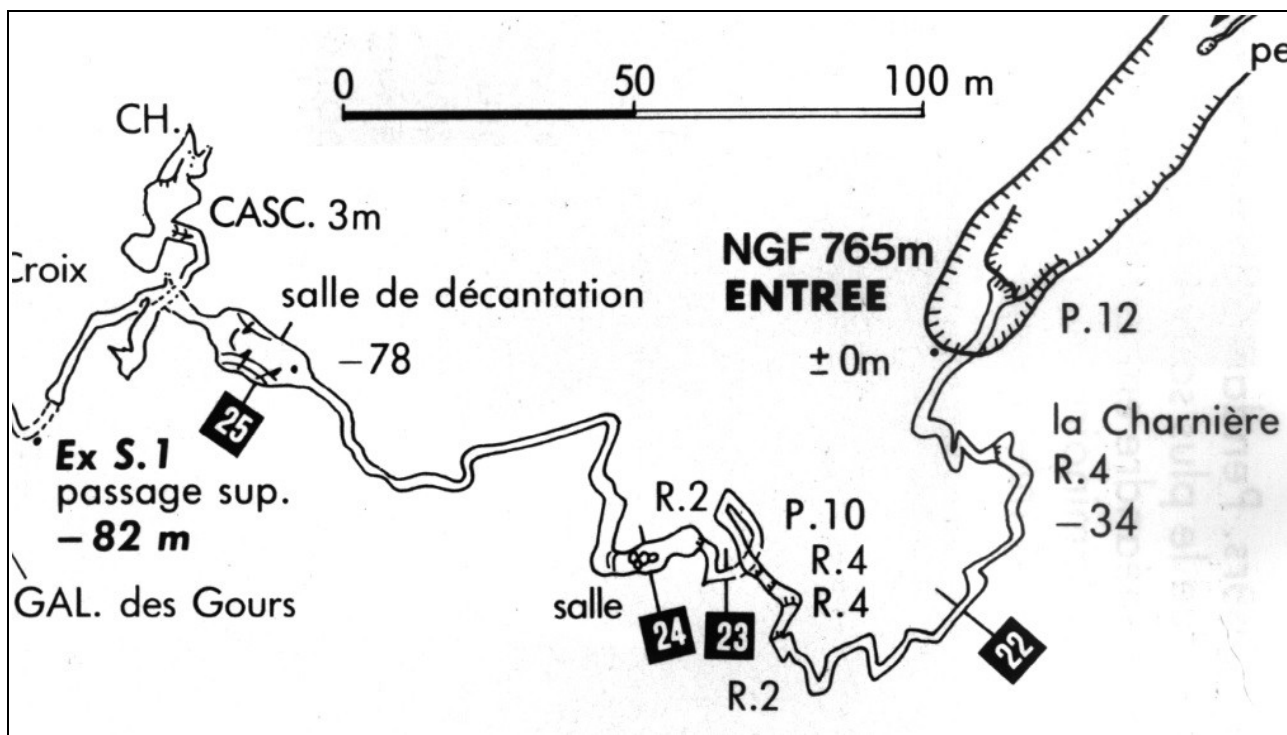 0 50 100 m
pe
CH.
CASC. 3m
Croix
salle de décantation
−78
NGF 765m
ENTREE
± 0m
P.12
25
Ex S.1
passage sup.
−82 m
la Charnière
R.4
−34
R.2
P.10
R.4
R.4
GAL. des Gours
salle
24
23
22
R.2